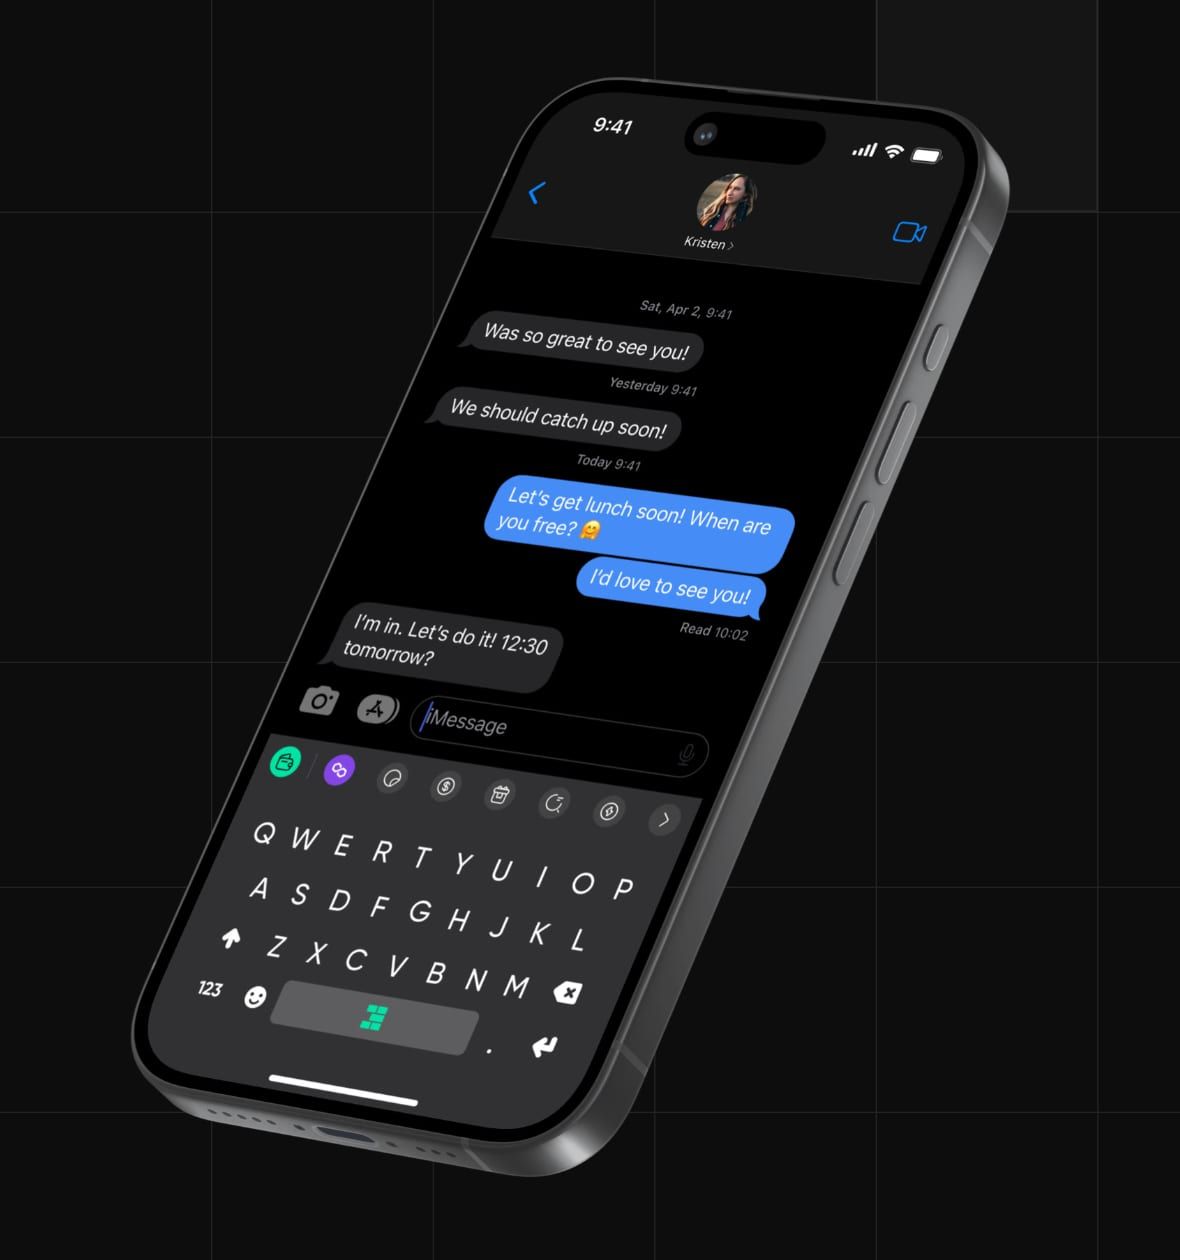 9:41
Kristen >
Sat, Apr 2, 9:41
Was so great to see you!
Yesterday 9:41
We should catch up soon!
Today 9:41
Let's get lunch soon! When are
you free? 🤗
I'd love to see you!
Read 10:02
I'm in. Let's do it! 12:30
tomorrow?
iMessage
Q W E R T Y U I O P
A S D F G H J K L
Z X C V B N M
123 .